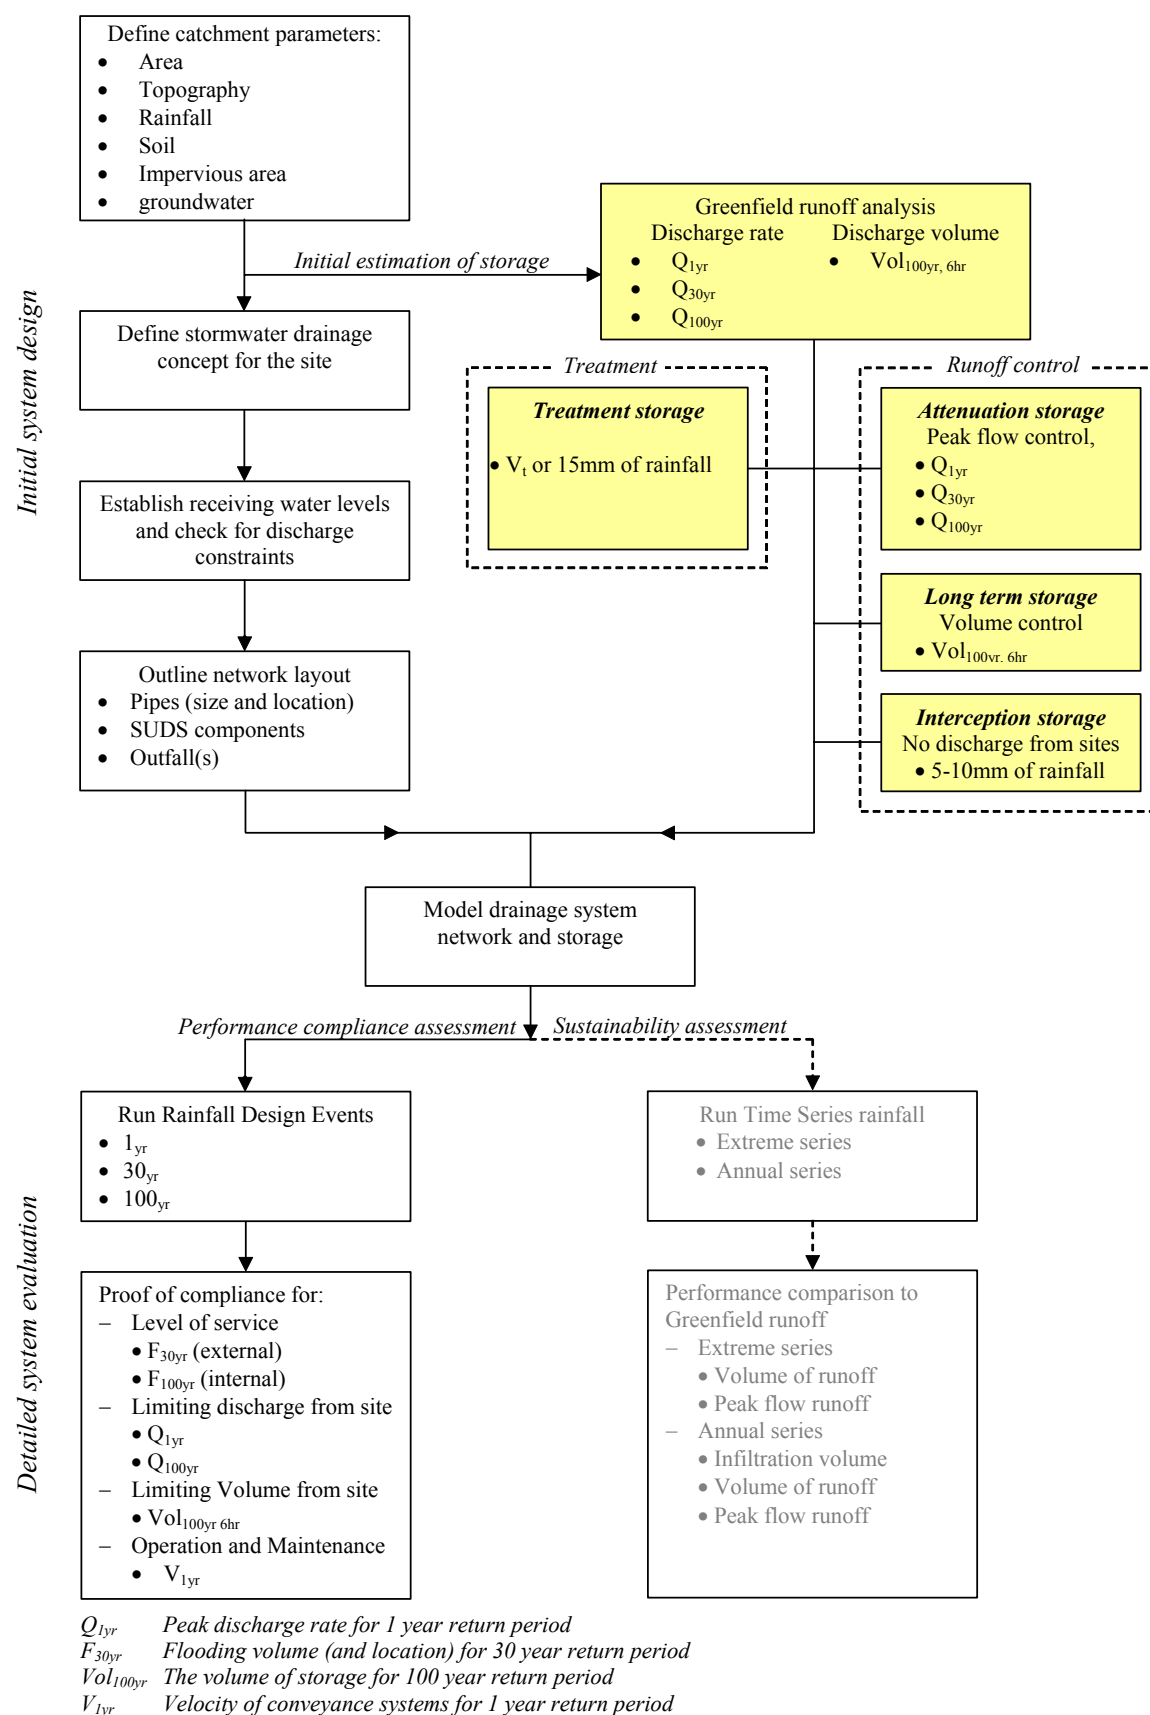 Define catchment parameters:
• Area
• Topography
• Rainfall
• Soil
• Impervious area
• groundwater
Initial estimation of storage
Greenfield runoff analysis
Discharge rate Discharge volume
• Q1yr • Vol100yr, 6hr
• Q30yr
• Q100yr
Initial system design
Define stormwater drainage
concept for the site
Treatment
Treatment storage
• Vt or 15mm of rainfall
Runoff control
Attenuation storage
Peak flow control,
• Q1yr
• Q30yr
• Q100yr
Establish receiving water levels
and check for discharge
constraints
Long term storage
Volume control
• Vol100yr. 6hr
Outline network layout
• Pipes (size and location)
• SUDS components
• Outfall(s)
Interception storage
No discharge from sites
• 5-10mm of rainfall
Model drainage system
network and storage
Performance compliance assessment
Sustainability assessment
Detailed system evaluation
Run Rainfall Design Events
• 1yr
• 30yr
• 100yr
Run Time Series rainfall
• Extreme series
• Annual series
Proof of compliance for:
– Level of service
• F30yr (external)
• F100yr (internal)
– Limiting discharge from site
• Q1yr
• Q100yr
– Limiting Volume from site
• Vol100yr 6hr
– Operation and Maintenance
• V1yr
Performance comparison to
Greenfield runoff
– Extreme series
• Volume of runoff
• Peak flow runoff
– Annual series
• Infiltration volume
• Volume of runoff
• Peak flow runoff
Q1yr Peak discharge rate for 1 year return period
F30yr Flooding volume (and location) for 30 year return period
Vol100yr The volume of storage for 100 year return period
V1yr Velocity of conveyance systems for 1 year return period